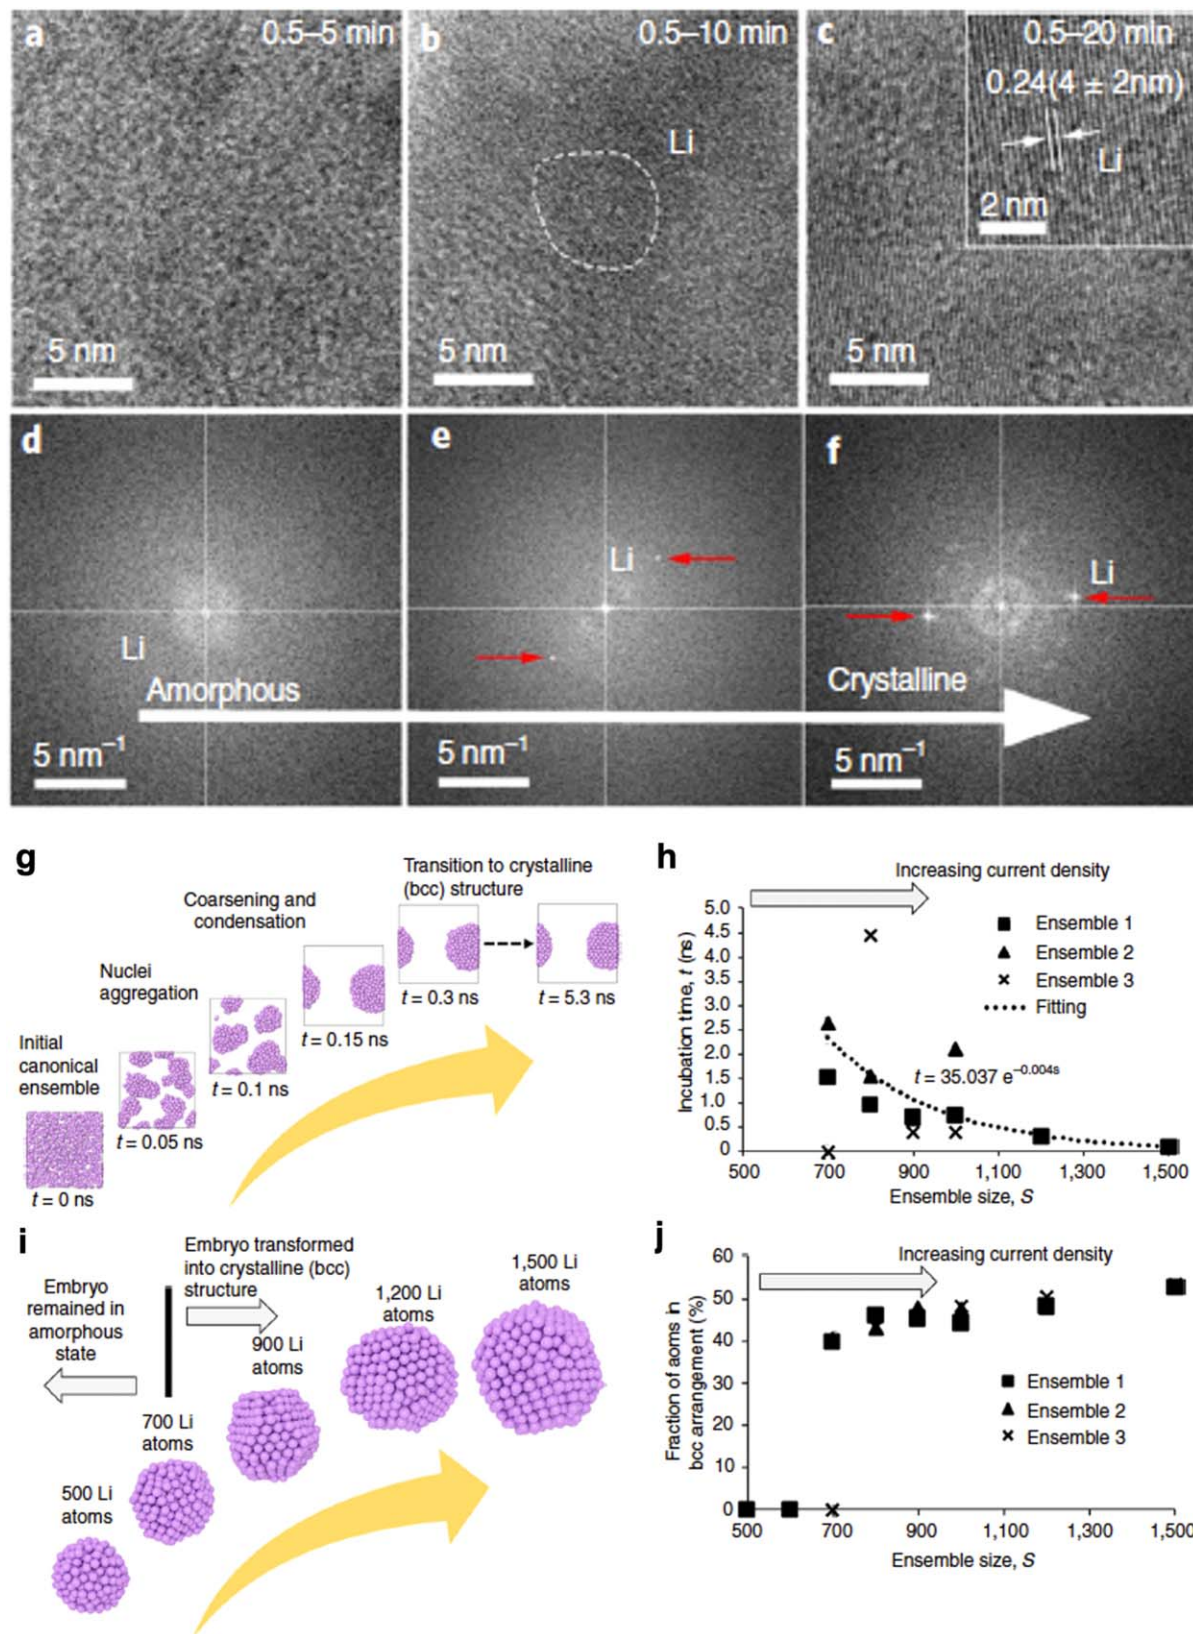 a
0.5–5 min
b
0.5–10 min
c
0.5–20 min
0.24(4 ± 2nm)
Li
Li
2 nm
5 nm
5 nm
5 nm
d
e
f
Li
Li
Li
Amorphous
Crystalline
5 nm–1
5 nm–1
5 nm–1
g
Initial
canonical
ensemble
t = 0 ns
t = 0.05 ns
Nuclei
aggregation
t = 0.1 ns
Coarsening and
condensation
t = 0.15 ns
Transition to crystalline
(bcc) structure
t = 0.3 ns
t = 5.3 ns
h
Increasing current density
Incubation time, t (ns)
5.0
4.5
4.0
3.5
3.0
2.5
2.0
1.5
1.0
0.5
0
Ensemble 1
Ensemble 2
Ensemble 3
Fitting
t = 35.037 e–0.004s
500
700
900
1,100
1,300
1,500
Ensemble size, S
i
Embryo
remained in
amorphous
state
Embryo transformed
into crystalline (bcc)
structure
500 Li
atoms
700 Li
atoms
900 Li
atoms
1,200 Li
atoms
1,500 Li
atoms
j
Increasing current density
Fraction of aoms in
bcc arrangement (%)
60
50
40
30
20
10
0
Ensemble 1
Ensemble 2
Ensemble 3
500
700
900
1,100
1,300
1,500
Ensemble size, S